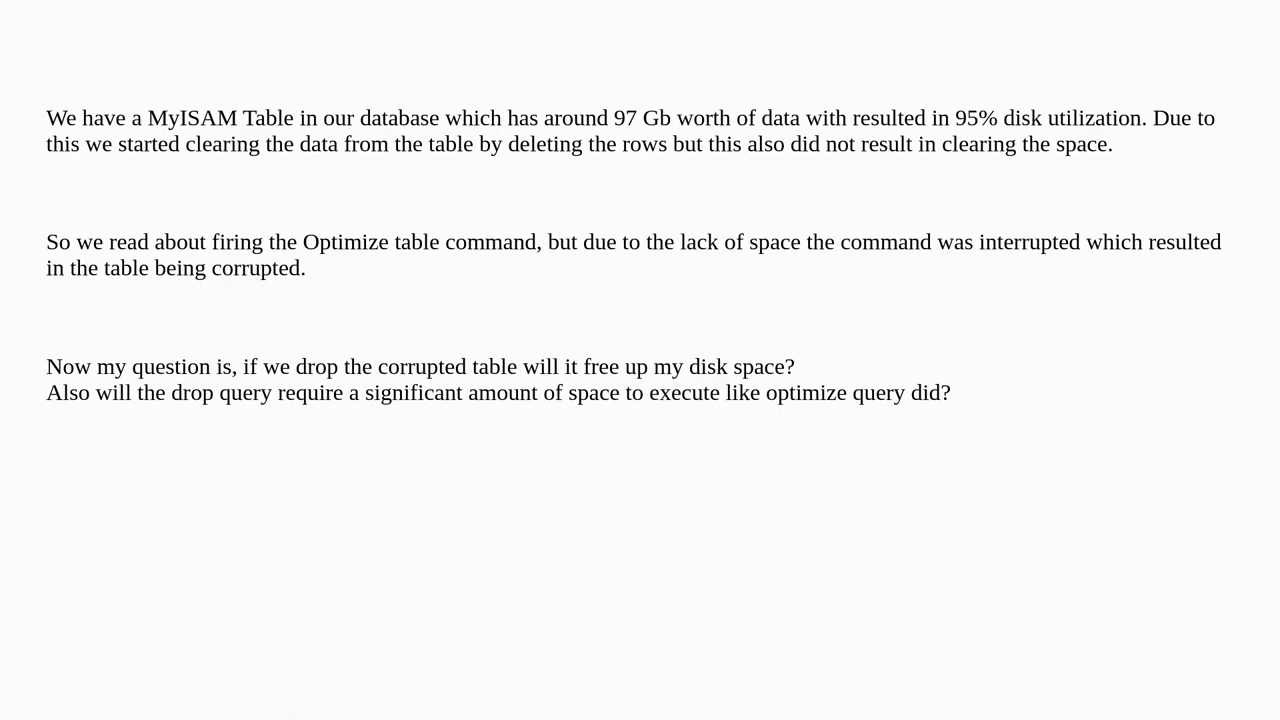 We have a MyISAM Table in our database which has around 97 Gb worth of data with resulted in 95% disk utilization. Due to
this we started clearing the data from the table by deleting the rows but this also did not result in clearing the space.
So we read about firing the Optimize table command, but due to the lack of space the command was interrupted which resulted
in the table being corrupted.
Now my question is, if we drop the corrupted table will it free up my disk space?
Also will the drop query require a significant amount of space to execute like optimize query did?